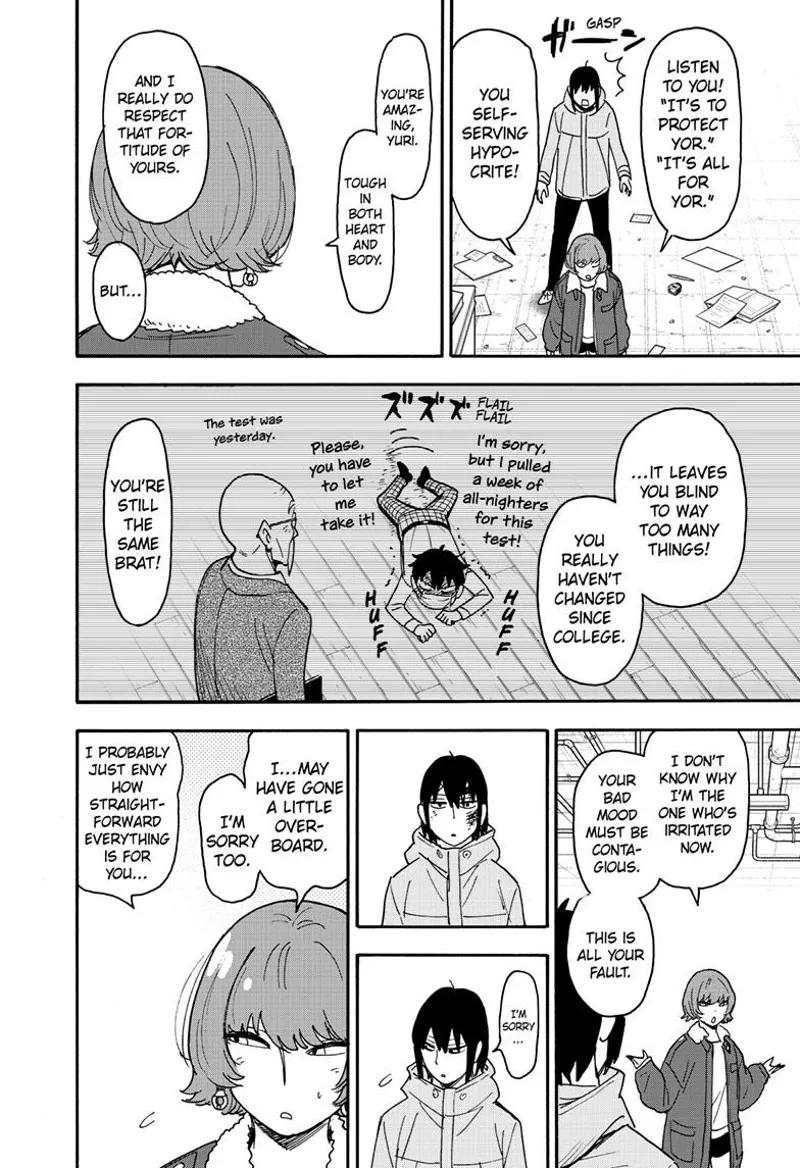 LISTEN
TO YOU!
"IT'S TO
PROTECT
YOR."
"IT'S ALL
FOR
YOR."
GASP
ガーン
YOU
SELF-
SERVING
HYPO-
CRITE!
YOU'RE
AMAZ-
ING,
YURI.
TOUGH
IN
BOTH
HEART
AND
BODY.
AND I
REALLY DO
RESPECT
THAT FOR-
TITUDE OF
YOURS.
BUT...
...IT LEAVES
YOU BLIND
TO WAY
TOO MANY
THINGS!
YOU
REALLY
HAVEN'T
CHANGED
SINCE
COLLEGE.
FLAIL
FLAIL
ズズズ
I'm sorry,
but I pulled
a week of
all-nighters
for this
test!
Please,
you have
to let
me
take it!
HUFF
HUFF
The test was
yesterday.
YOU'RE
STILL
THE
SAME
BRAT!
I DON'T
KNOW WHY
I'M THE
ONE WHO'S
IRRITATED
NOW.
YOUR
BAD
MOOD
MUST BE
CONTA-
GIOUS.
THIS IS
ALL YOUR
FAULT.
I'M
SORRY
...
I...MAY
HAVE GONE
A LITTLE
OVER-
BOARD.
I'M
SORRY
TOO.
I PROBABLY
JUST ENVY
HOW
STRAIGHT-
FORWARD
EVERYTHING
IS FOR
YOU...